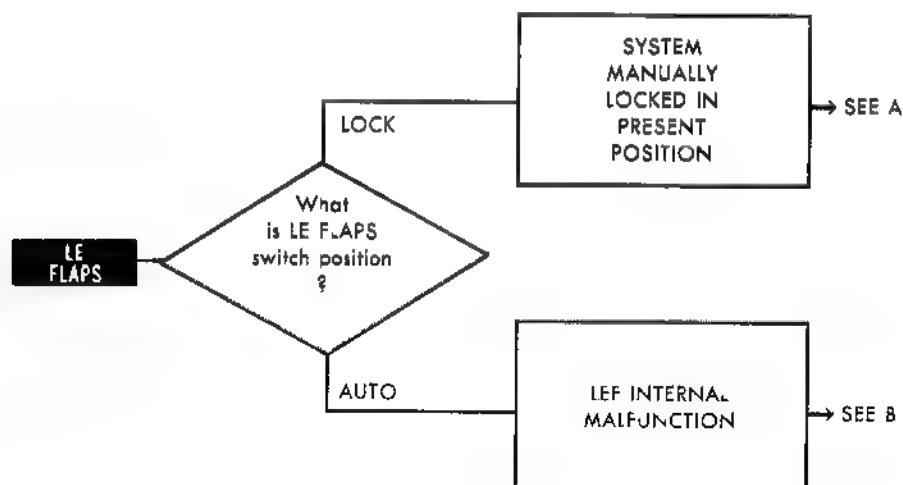 LE
FLAPS
What
is LE FLAPS
switch position
?
LOCK
SYSTEM
MANUALLY
LOCKED IN
PRESENT
POSITION
SEE A
AUTO
LEF INTERNAL
MALFUNCTION
SEE B